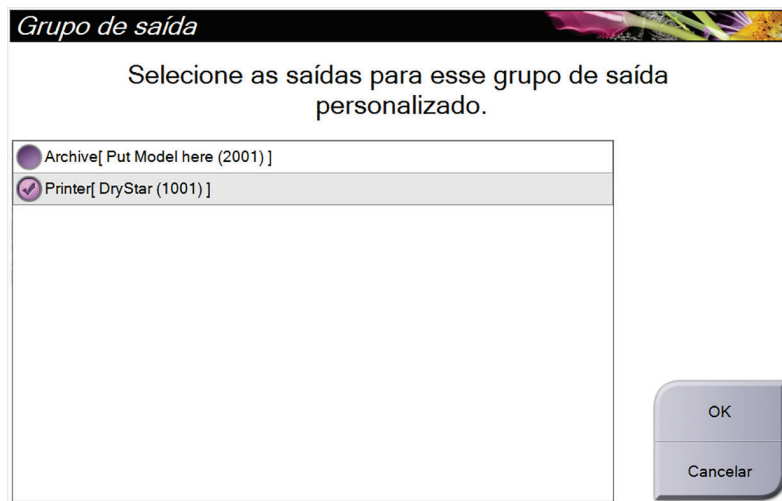 Grupo de saída
Selecione as saídas para esse grupo de saída
personalizado.
Archive[ Put Model here (2001) ]
Printer[ DryStar (1001) ]
OK
Cancelar